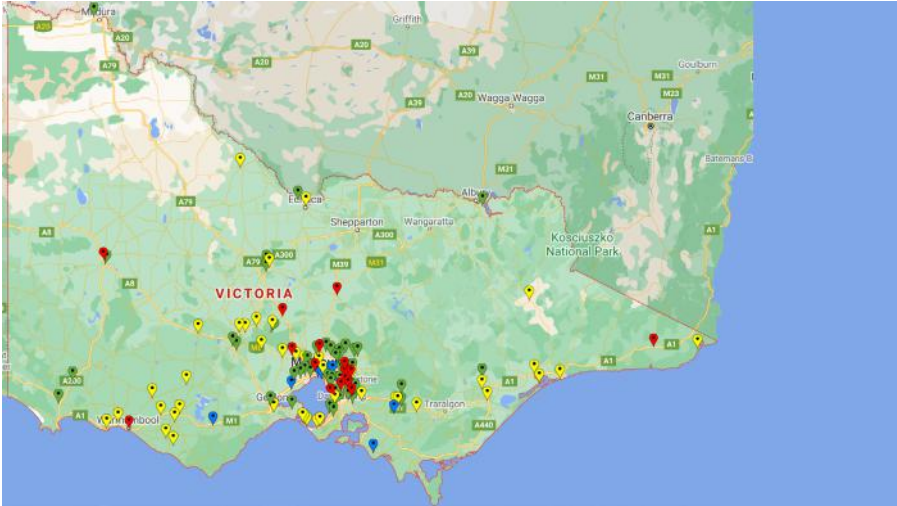 Mildura
Griffith
A20
A20
A20
A20
A79
A39
A39
A20
Goulburn
M31
M23
Wagga Wagga
Canberra
M31
Batemans B
A79
Albury
Echuca
Shepparton
A300
Wangaratta
A8
A1
Kosciuszko
National Park
A79
A300
M39
M31
A8
VICTORIA
A1
A1
A200
A1
A1
Traralgon
Warrnambool
M1
A440